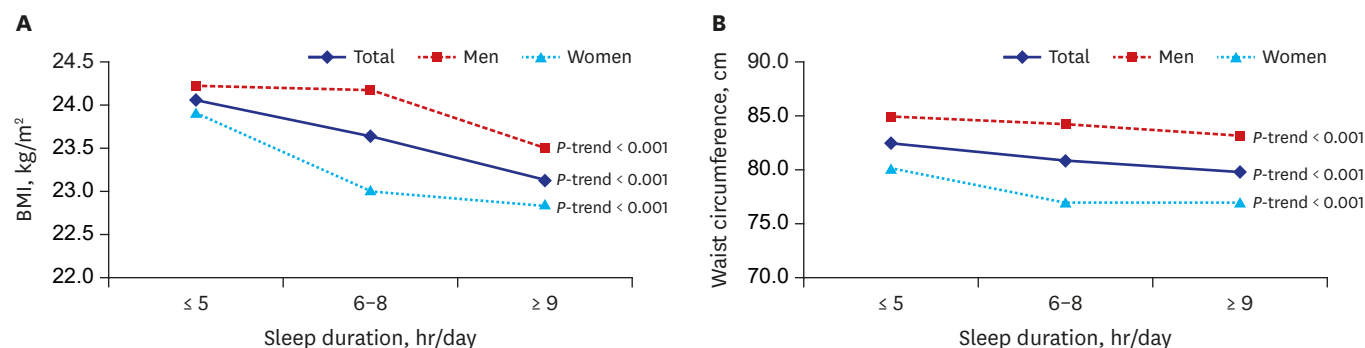 A
Total Men Women
BMI, kg/m²
24.5
24.0
23.5
23.0
22.5
22.0
P-trend < 0.001
P-trend < 0.001
P-trend < 0.001
≤ 5 6–8 ≥ 9
Sleep duration, hr/day
B
Total Men Women
Waist circumference, cm
90.0
85.0
80.0
75.0
70.0
P-trend < 0.001
P-trend < 0.001
P-trend < 0.001
≤ 5 6–8 ≥ 9
Sleep duration, hr/day